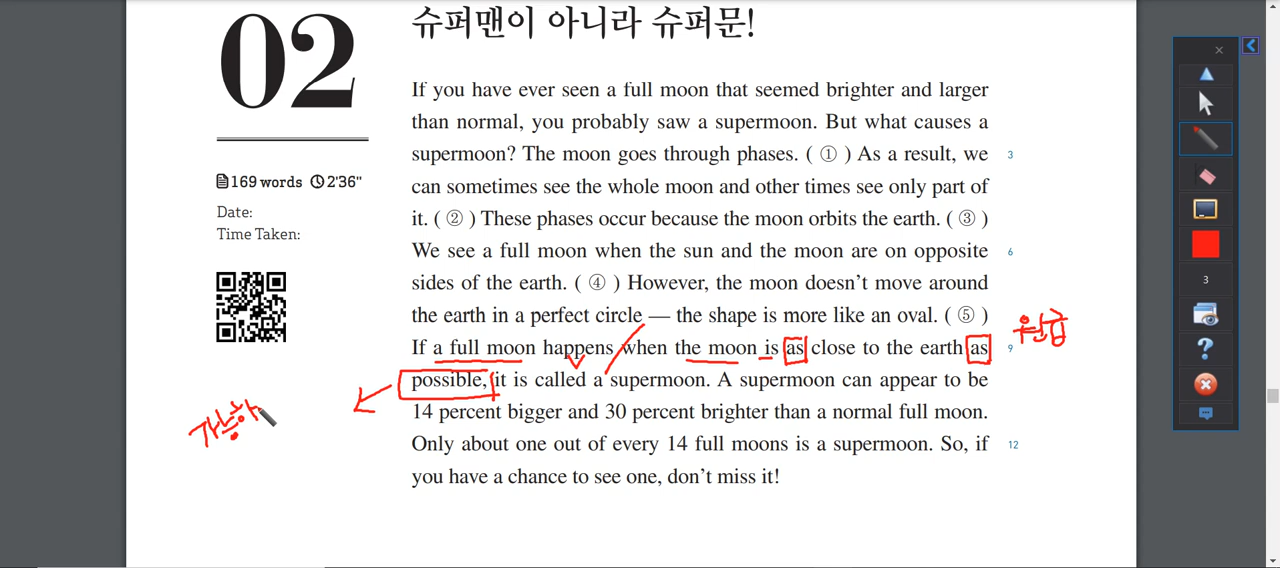 02
슈퍼맨이 아니라 슈퍼문!
169 words 2'36"
Date:
Time Taken:
If you have ever seen a full moon that seemed brighter and larger
than normal, you probably saw a supermoon. But what causes a
supermoon? The moon goes through phases. ( ① ) As a result, we 3
can sometimes see the whole moon and other times see only part of
it. ( ② ) These phases occur because the moon orbits the earth. ( ③ )
We see a full moon when the sun and the moon are on opposite 6
sides of the earth. ( ④ ) However, the moon doesn't move around
the earth in a perfect circle — the shape is more like an oval. ( ⑤ )
If a full moon happens when the moon is as close to the earth as 9
possible, it is called a supermoon. A supermoon can appear to be
14 percent bigger and 30 percent brighter than a normal full moon.
Only about one out of every 14 full moons is a supermoon. So, if 12
you have a chance to see one, don't miss it!
원급
가능하
3
?